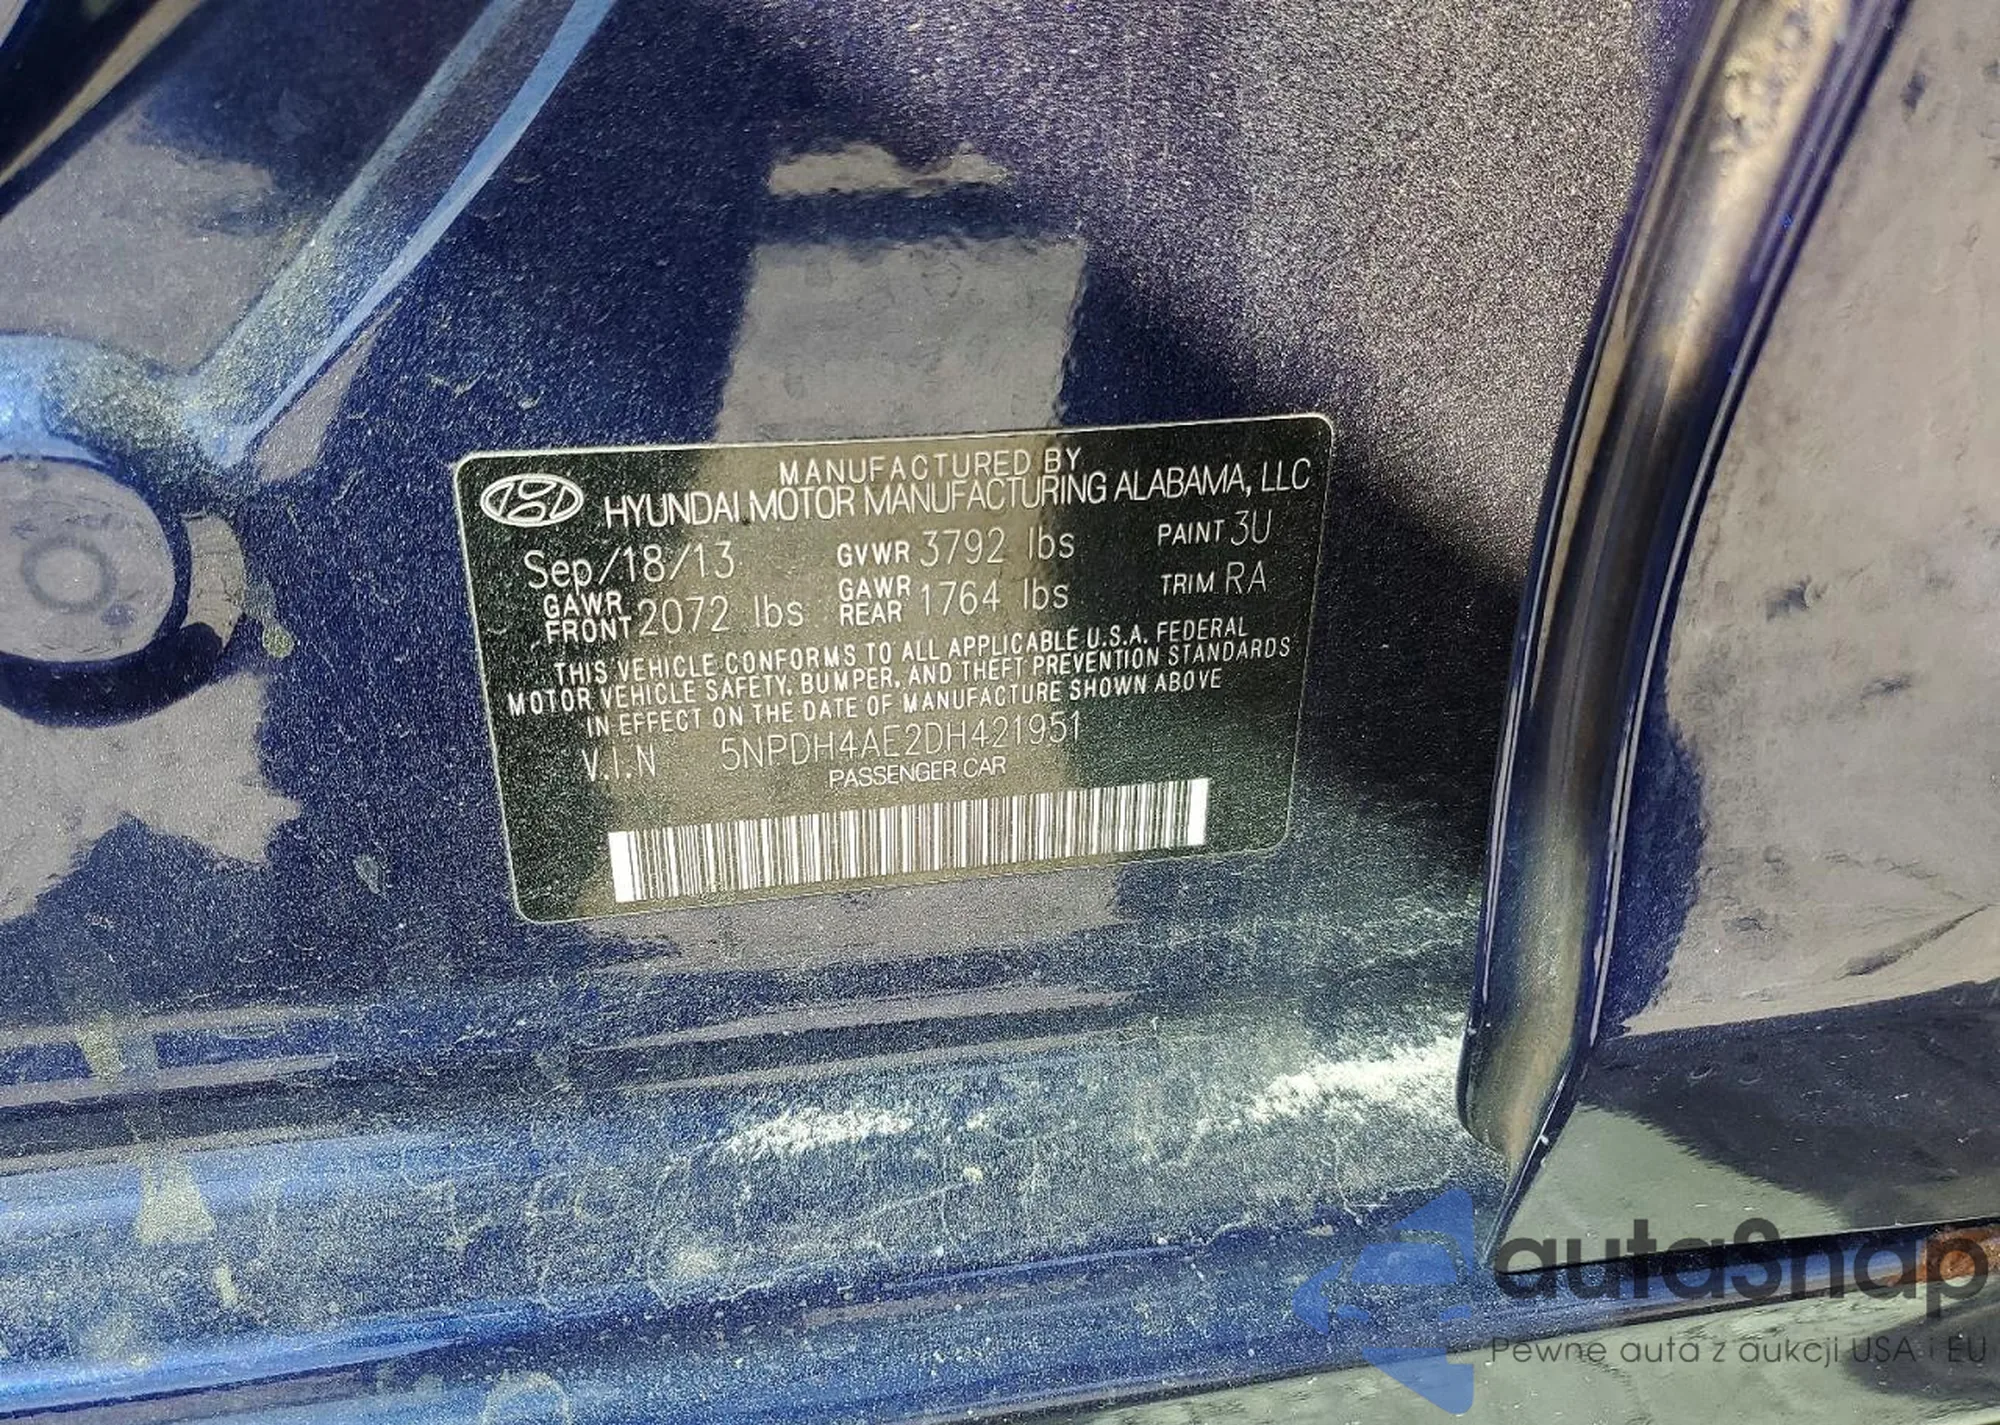 MANUFACTURED BY
HYUNDAI MOTOR MANUFACTURING ALABAMA, LLC
Sep/18/13 GVWR 3792 lbs PAINT 3U
GAWR FRONT 2072 lbs GAWR REAR 1764 lbs TRIM RA
THIS VEHICLE CONFORMS TO ALL APPLICABLE U.S.A. FEDERAL
MOTOR VEHICLE SAFETY, BUMPER, AND THEFT PREVENTION STANDARDS
IN EFFECT ON THE DATE OF MANUFACTURE SHOWN ABOVE
V.I.N 5NPDH4AE2DH421951
PASSENGER CAR
autaSnap
Pewne auta z aukcji USA i EU